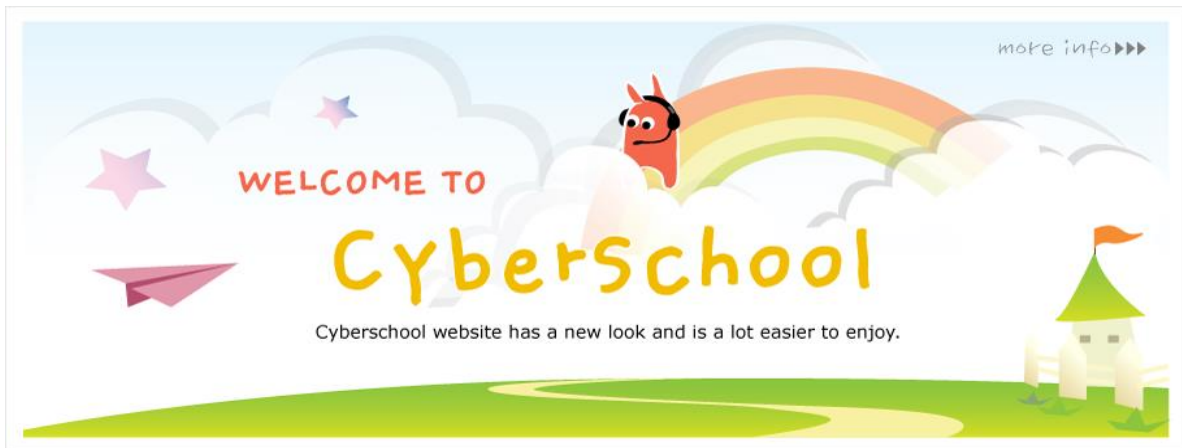 more info
WELCOME TO
Cyberschool
Cyberschool website has a new look and is a lot easier to enjoy.